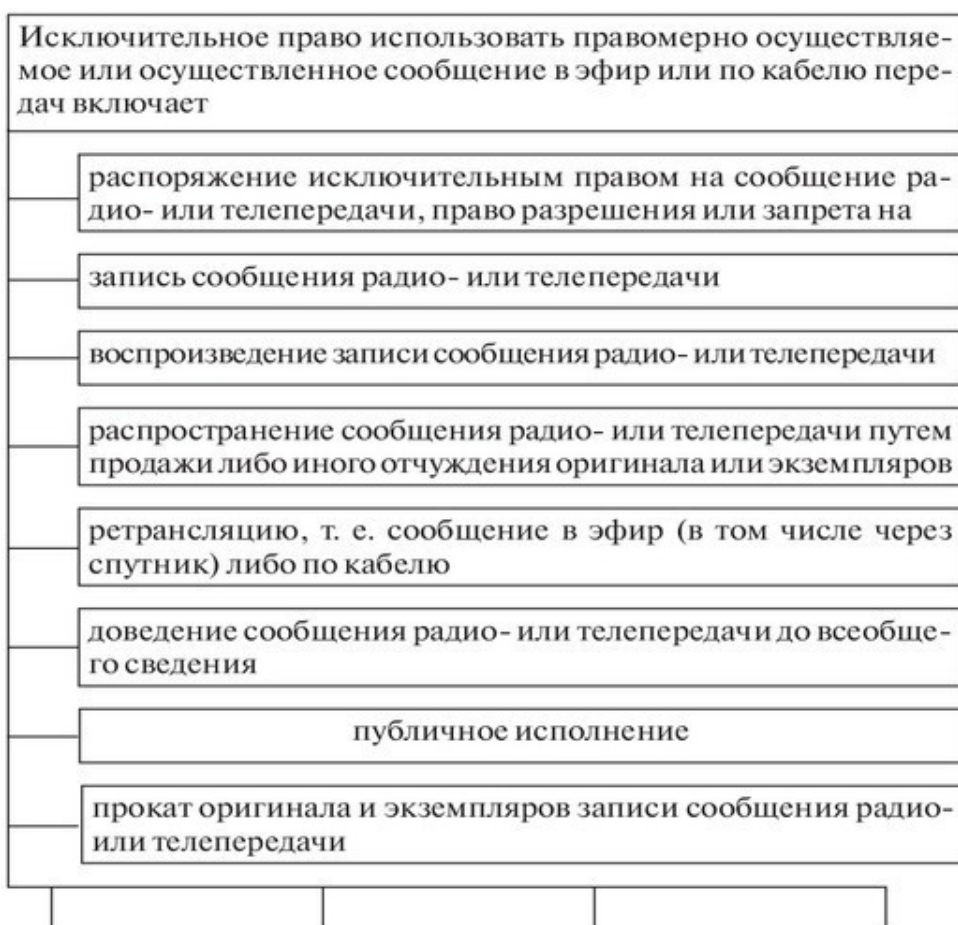 Исключительное право использовать правомерно осуществляе-
мое или осуществленное сообщение в эфир или по кабелю пере-
дач включает
распоряжение исключительным правом на сообщение ра-
дио- или телепередачи, право разрешения или запрета на
запись сообщения радио- или телепередачи
воспроизведение записи сообщения радио- или телепередачи
распространение сообщения радио- или телепередачи путем
продажи либо иного отчуждения оригинала или экземпляров
ретрансляцию, т. е. сообщение в эфир (в том числе через
спутник) либо по кабелю
доведение сообщения радио- или телепередачи до всеобще-
го сведения
публичное исполнение
прокат оригинала и экземпляров записи сообщения радио-
или телепередачи